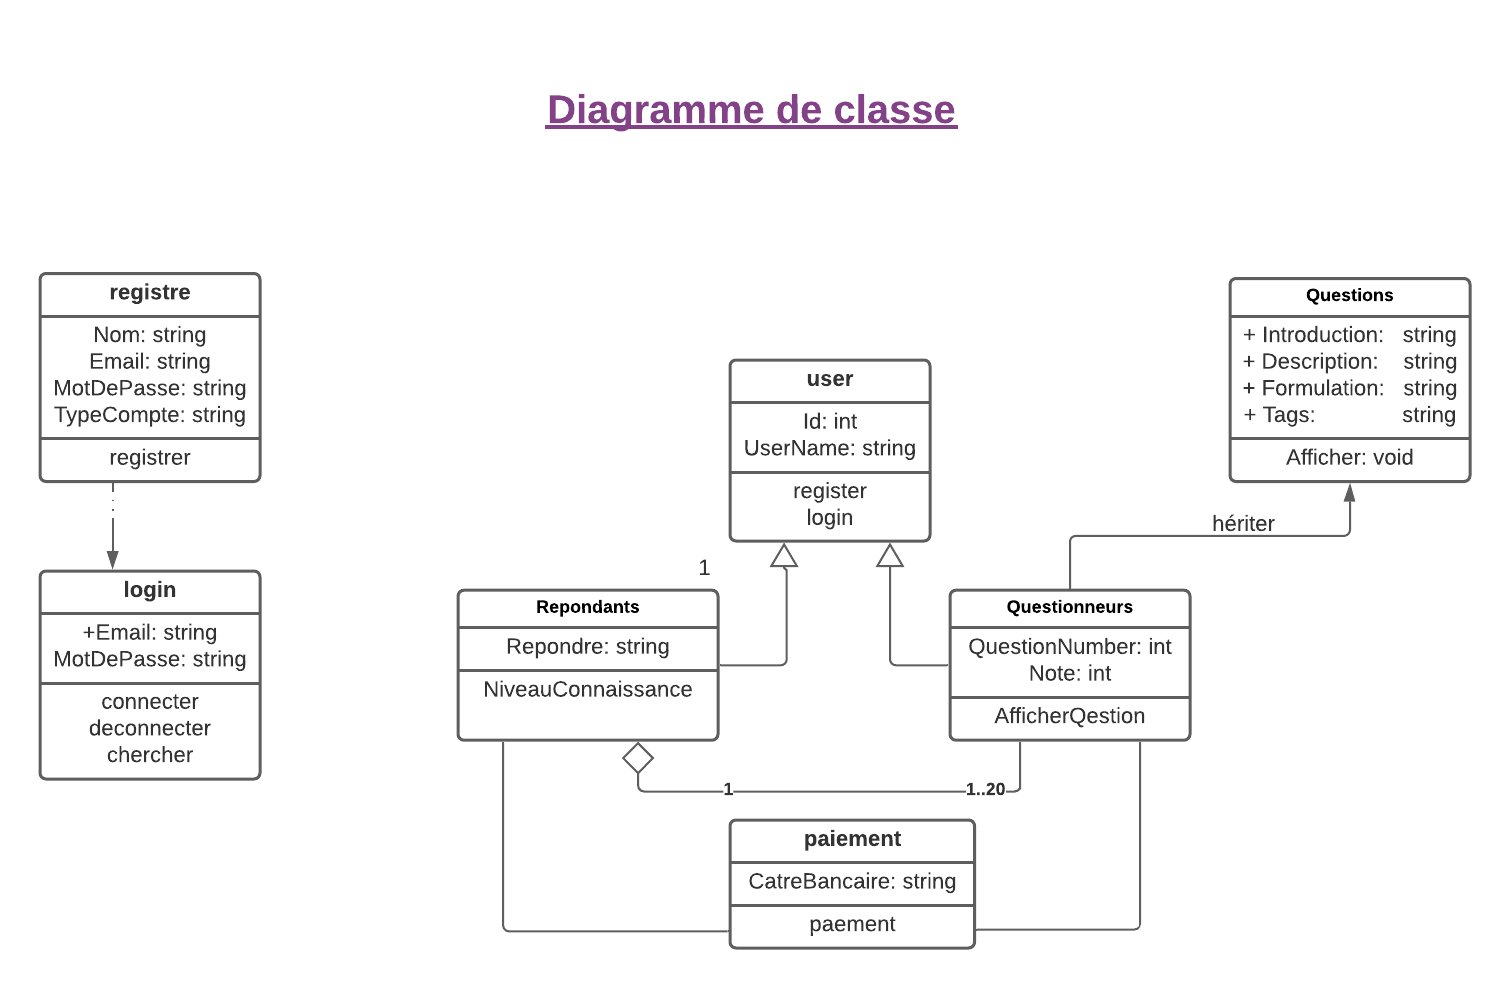 Diagramme de classe
registre
Nom: string
Email: string
MotDePasse: string
TypeCompte: string
registrer
login
+Email: string
MotDePasse: string
connecter
deconnecter
chercher
user
Id: int
UserName: string
register
login
1
Repondants
Repondre: string
NiveauConnaissance
Questionneurs
QuestionNumber: int
Note: int
AfficherQestion
hériter
Questions
+ Introduction: string
+ Description: string
+ Formulation: string
+ Tags: string
Afficher: void
1
1..20
paiement
CatreBancaire: string
paement